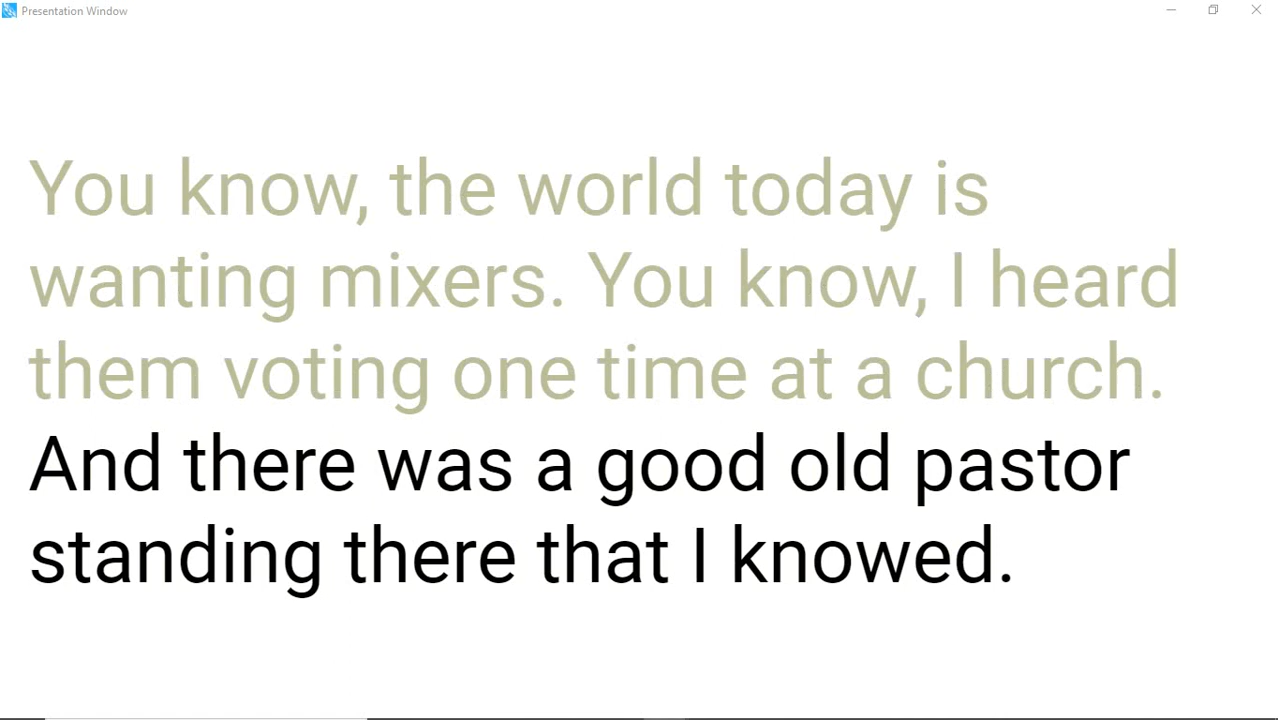 Presentation Window
You know, the world today is
wanting mixers. You know, I heard
them voting one time at a church.
And there was a good old pastor
standing there that I knowed.